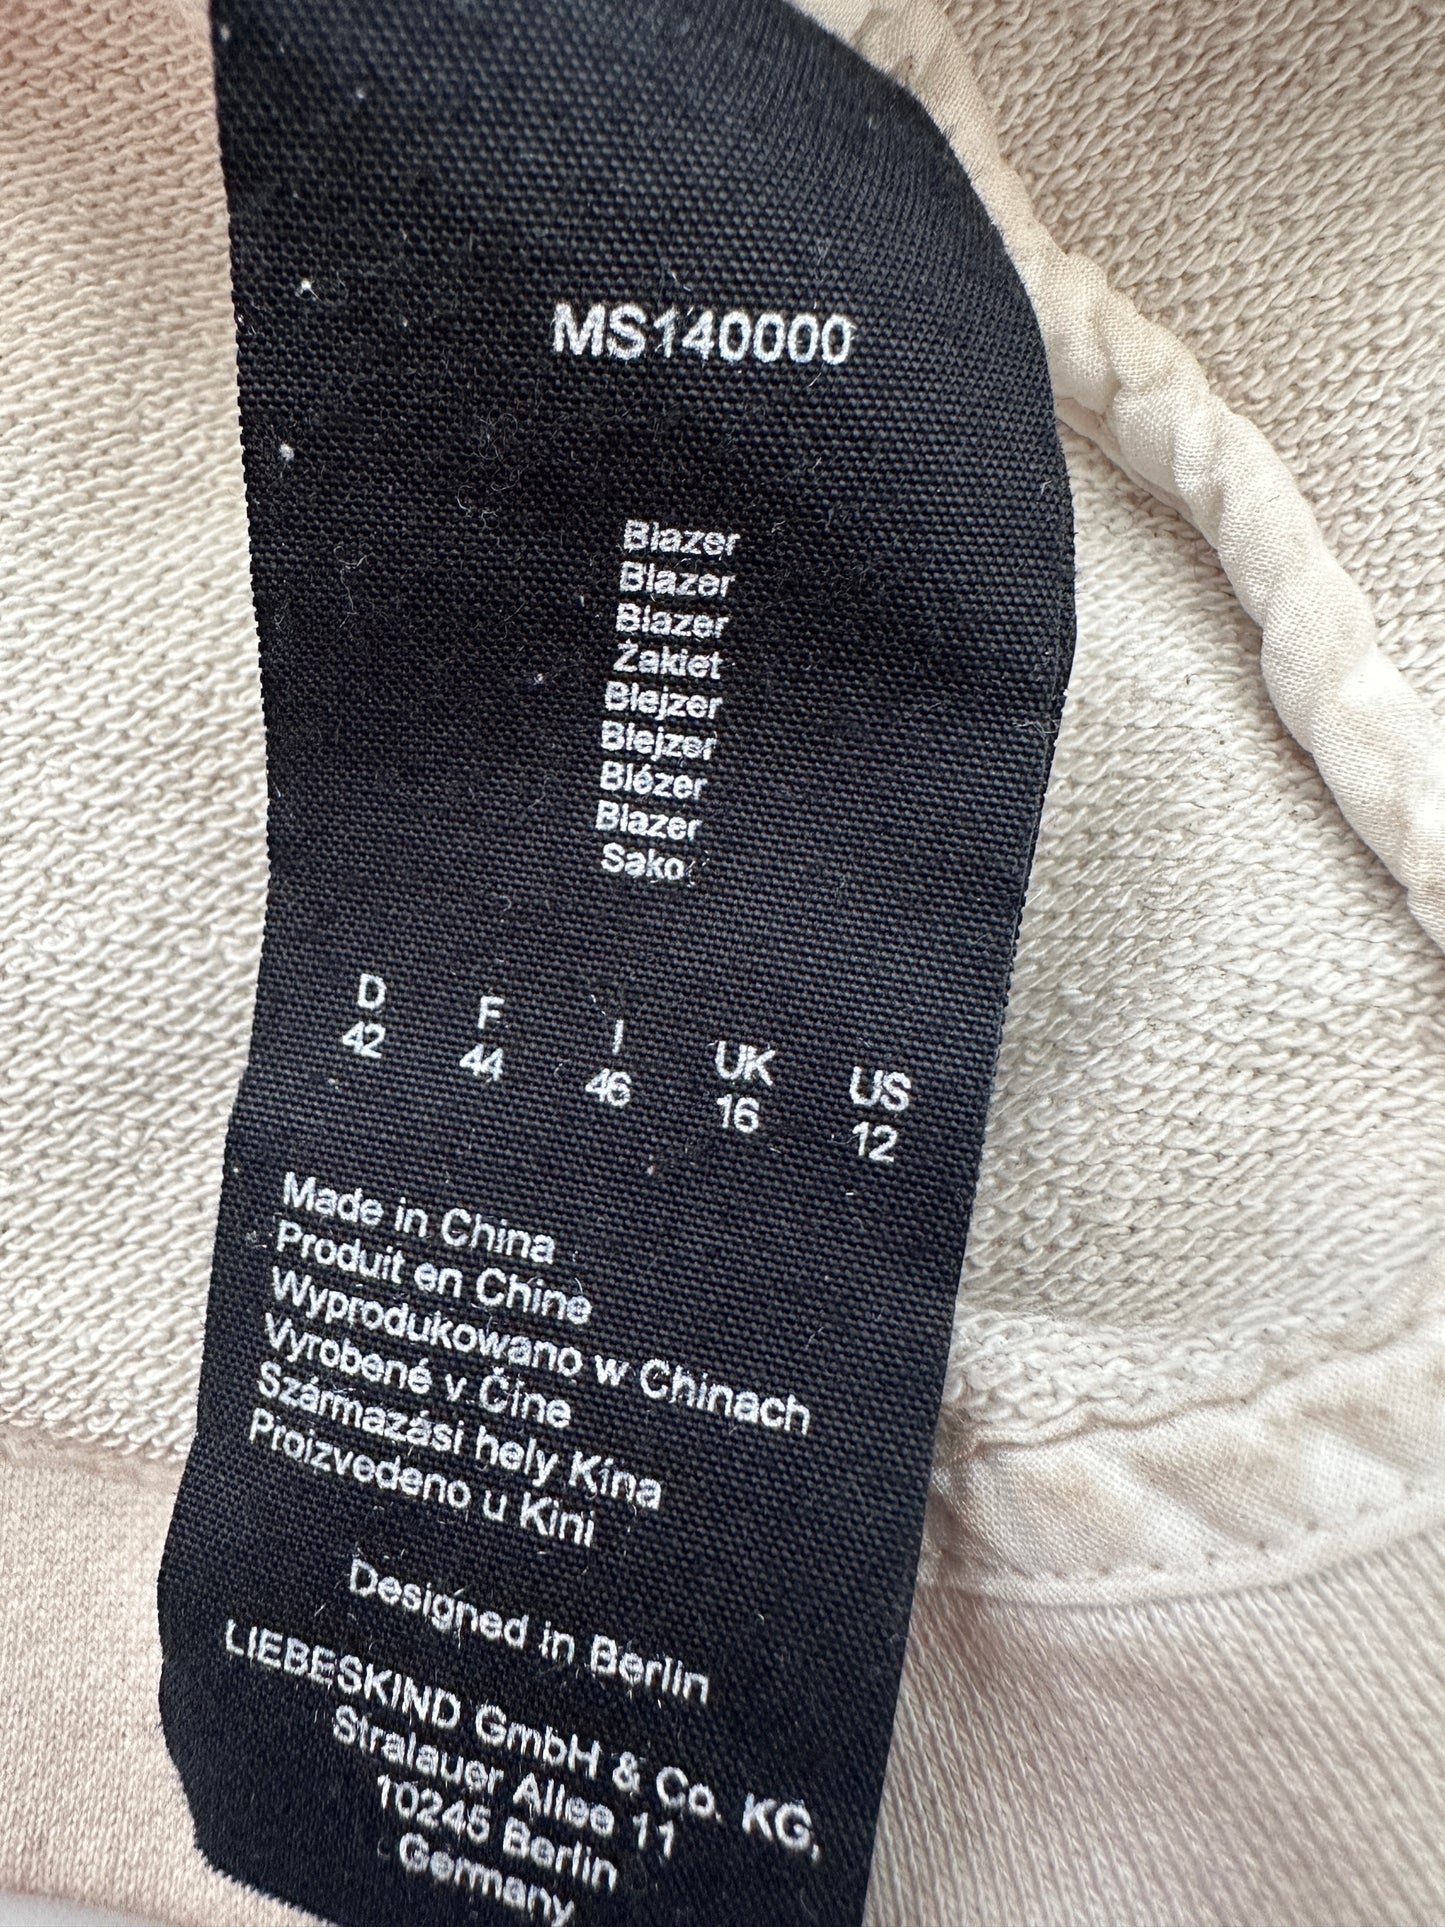 MS140000
Blazer
Blazer
Blazer
Żakiet
Blejzer
Blejzer
Blézer
Blazer
Sako
D F I UK US
42 44 46 16 12
Made in China
Produit en Chine
Wyprodukowano w Chinach
Vyrobené v Číne
Származási hely Kína
Proizvedeno u Kini
Designed in Berlin
LIEBESKIND GmbH & Co. KG,
Stralauer Allee 11
10245 Berlin
Germany